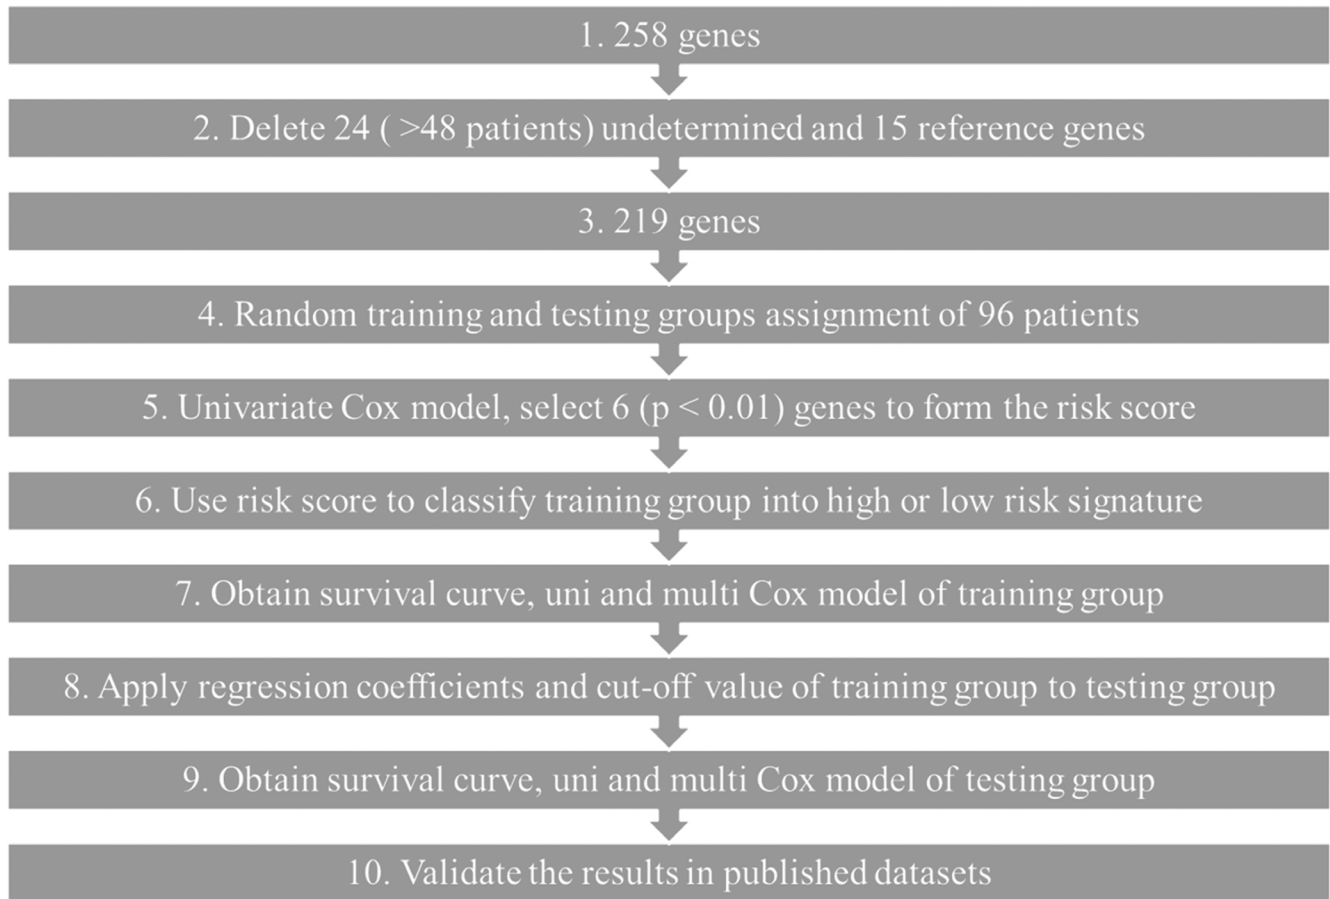 1. 258 genes
2. Delete 24 ( >48 patients) undetermined and 15 reference genes
3. 219 genes
4. Random training and testing groups assignment of 96 patients
5. Univariate Cox model, select 6 (p < 0.01) genes to form the risk score
6. Use risk score to classify training group into high or low risk signature
7. Obtain survival curve, uni and multi Cox model of training group
8. Apply regression coefficients and cut-off value of training group to testing group
9. Obtain survival curve, uni and multi Cox model of testing group
10. Validate the results in published datasets